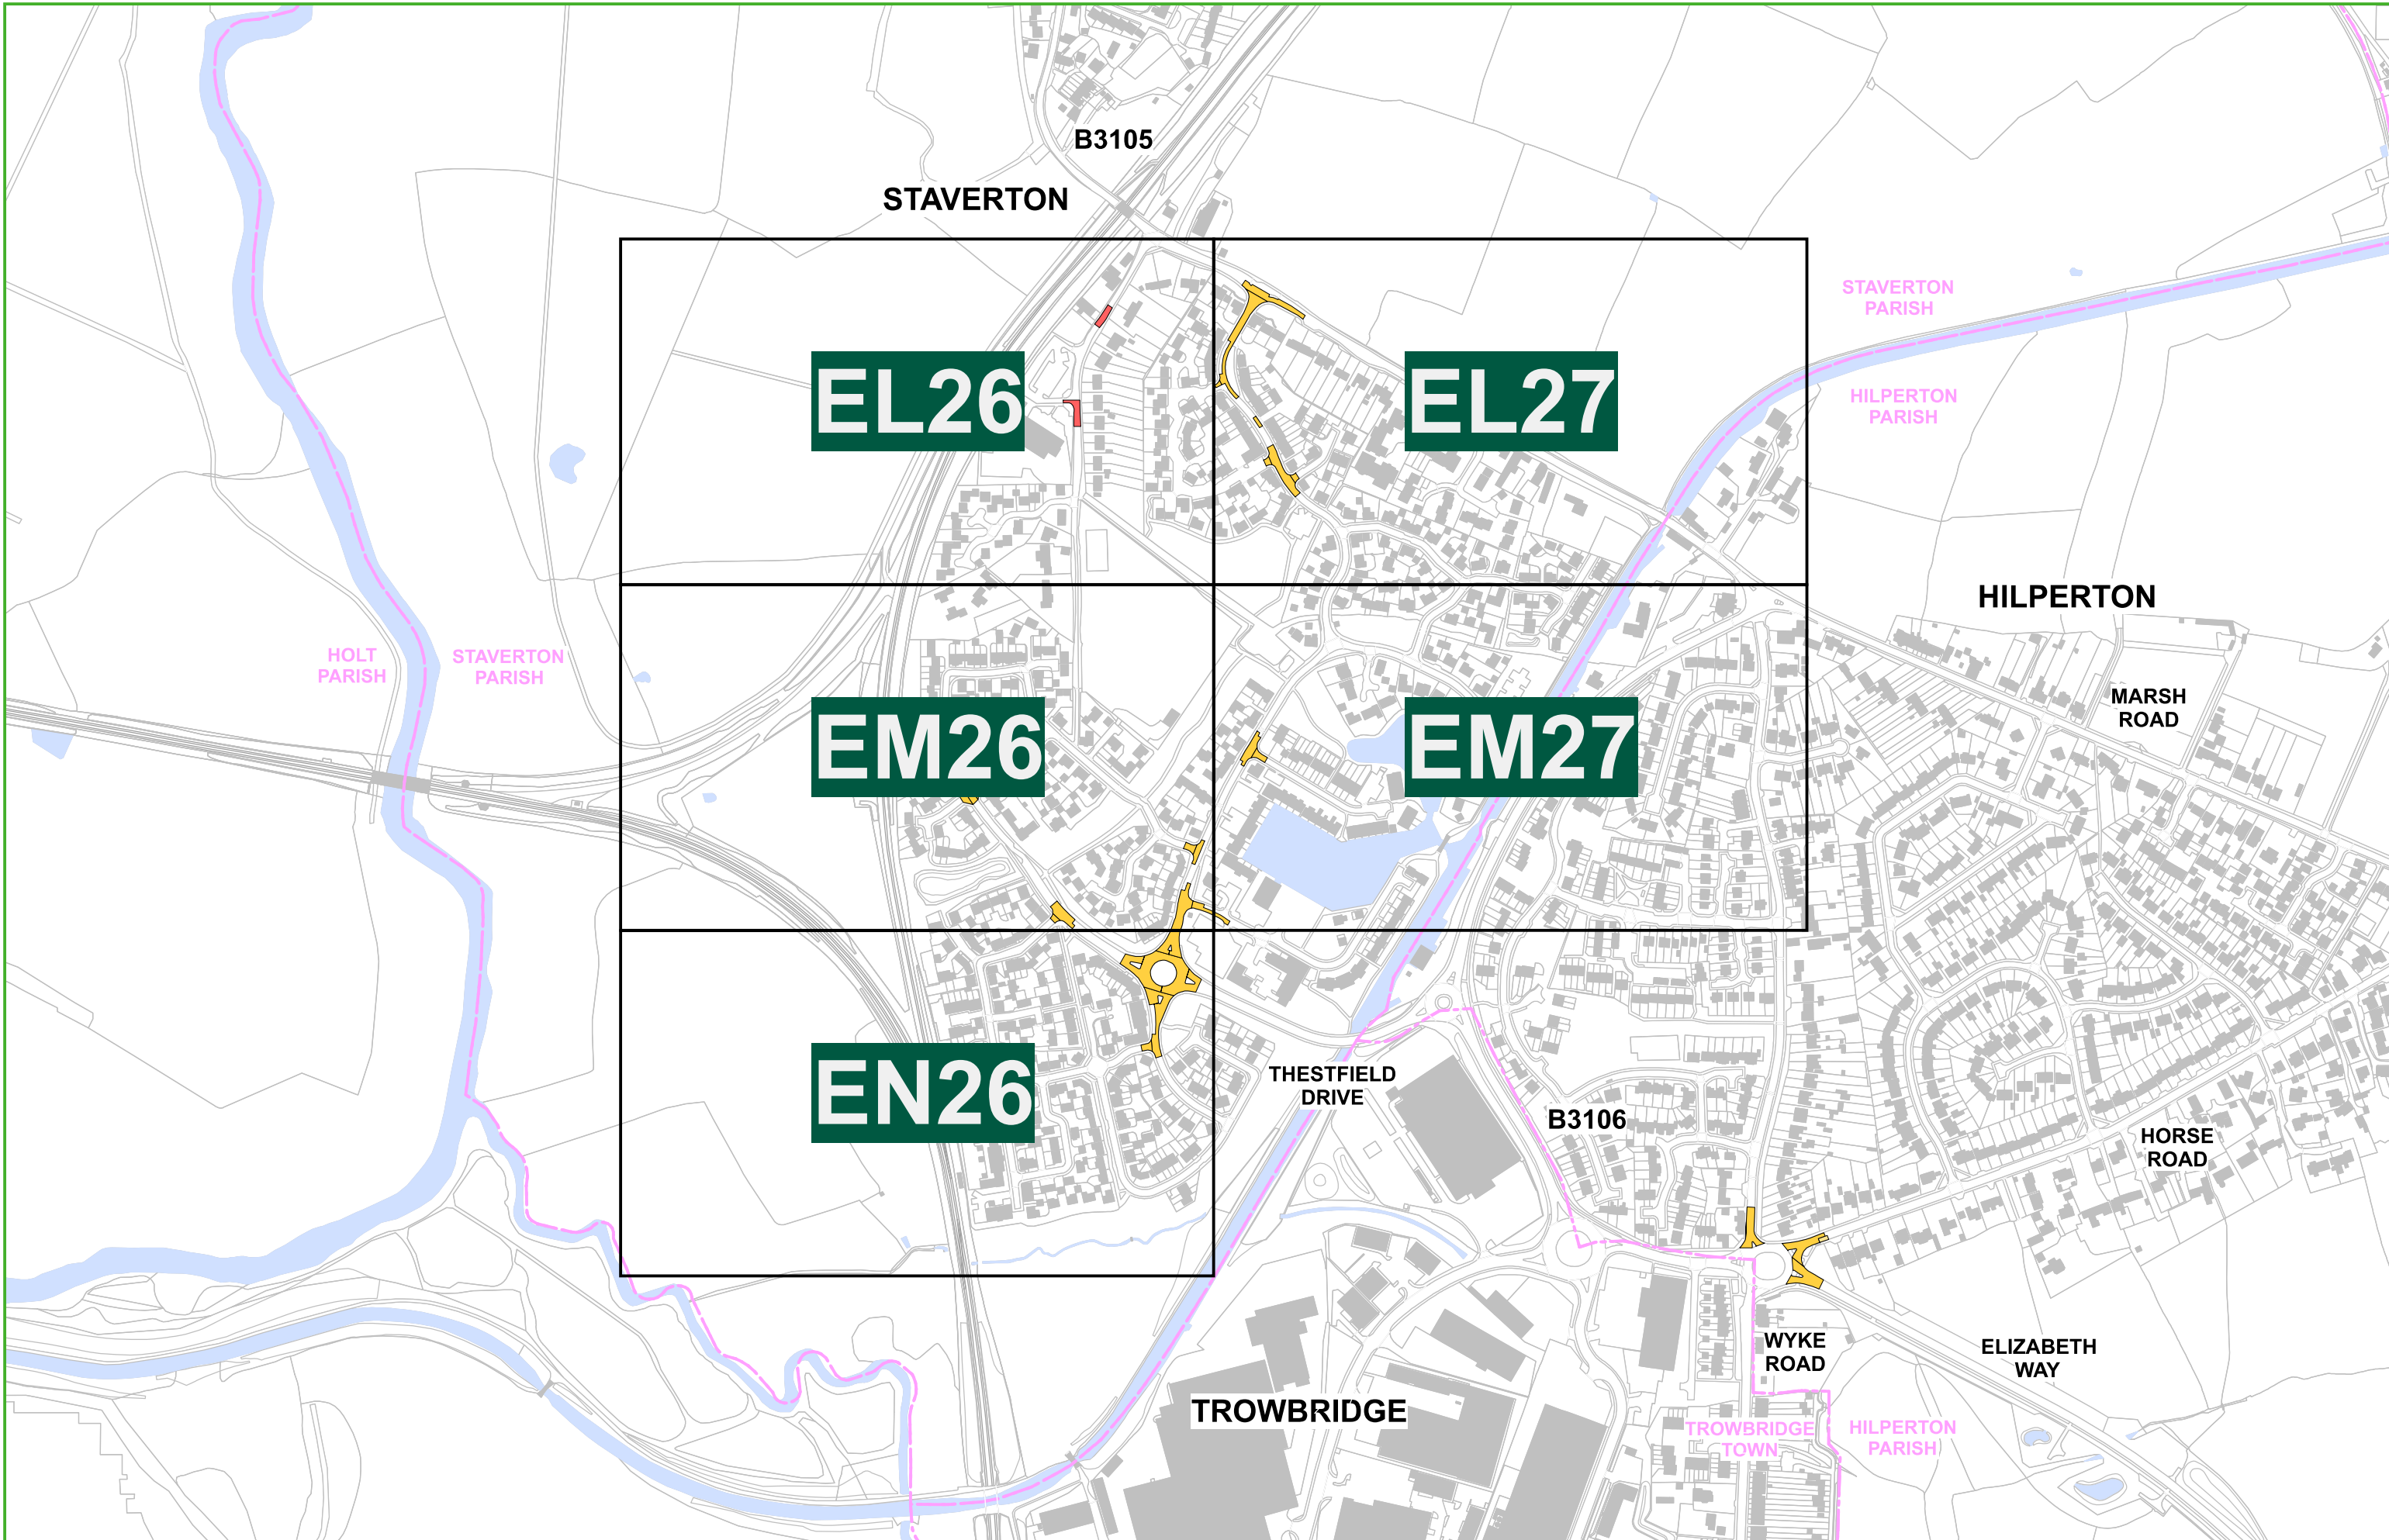 B3105
STAVERTON
STAVERTON
PARISH
EL26
EL27
HILPERTON
PARISH
HILPERTON
HOLT
PARISH
STAVERTON
PARISH
EM26
EM27
MARSH
ROAD
EN26
THESTFIELD
DRIVE
B3106
HORSE
ROAD
WYKE
ROAD
ELIZABETH
WAY
TROWBRIDGE
TROWBRIDGE
TOWN
HILPERTON
PARISH